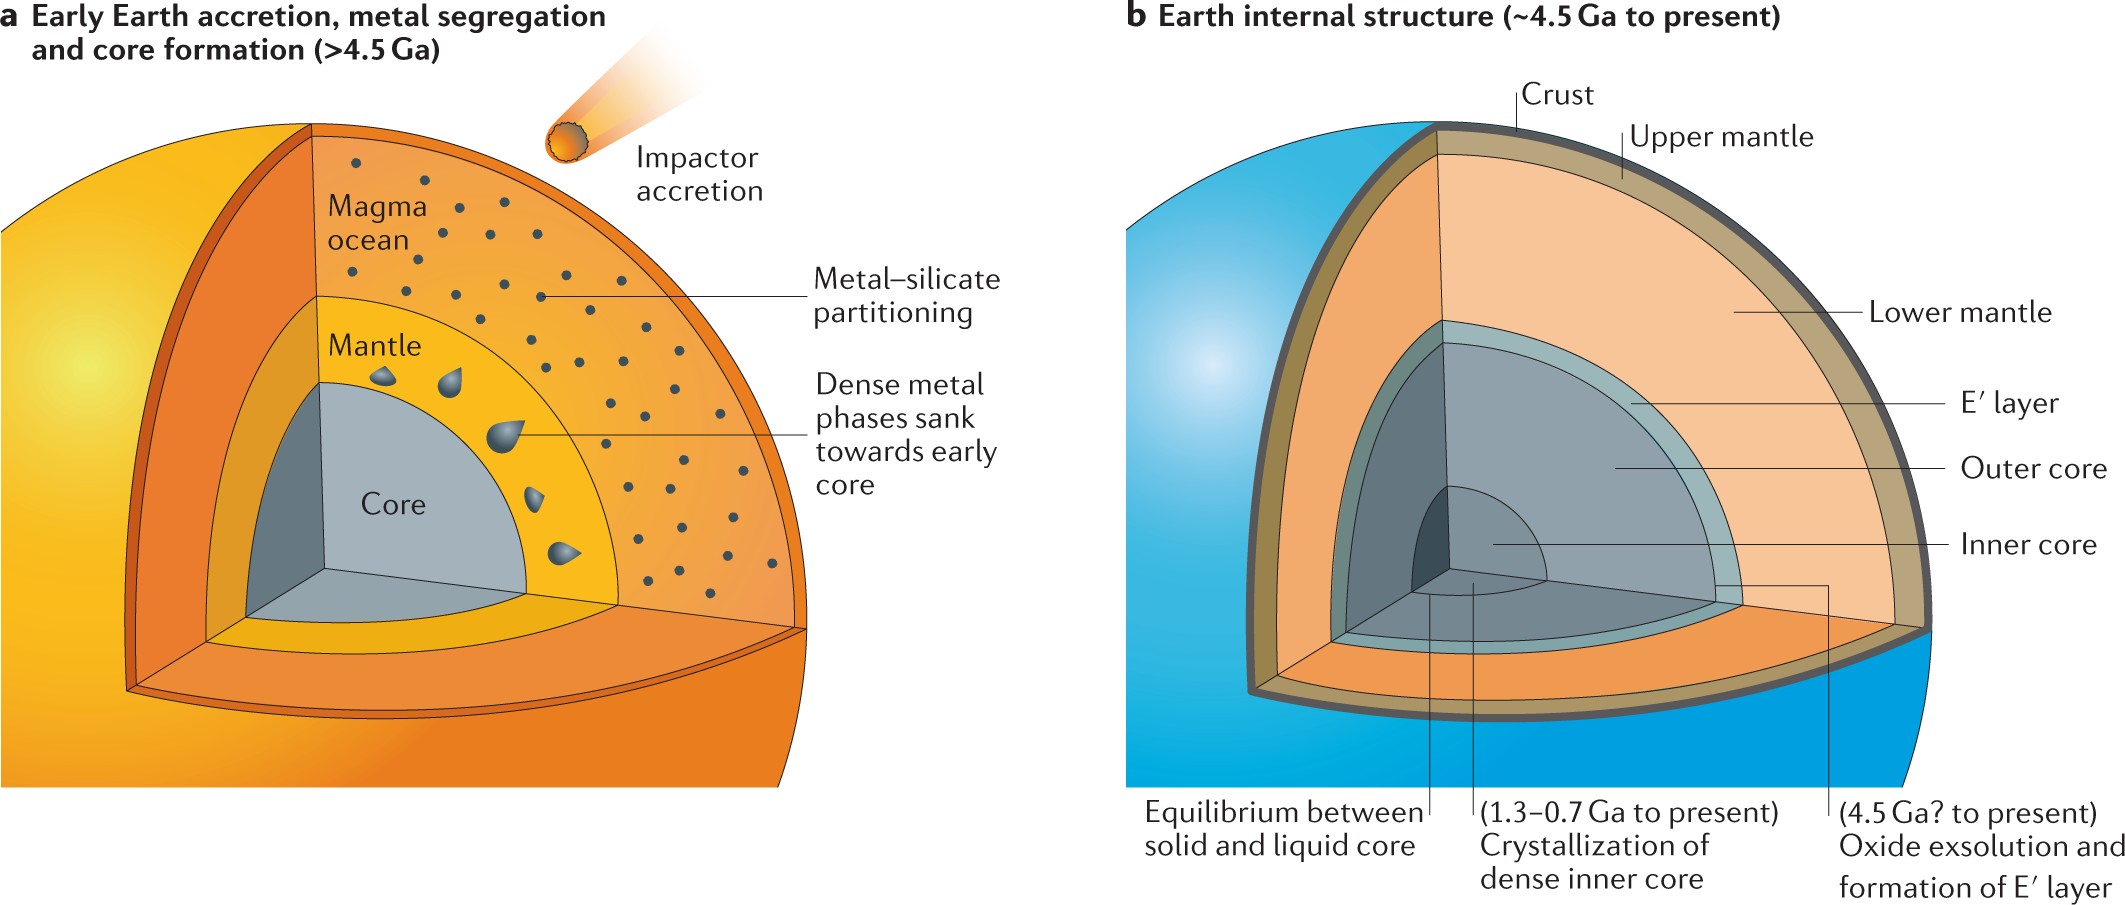 a Early Earth accretion, metal segregation
and core formation (>4.5 Ga)
Impactor
accretion
Magma
ocean
Metal–silicate
partitioning
Mantle
Dense metal
phases sank
towards early
core
Core
b Earth internal structure (~4.5 Ga to present)
Crust
Upper mantle
Lower mantle
E′ layer
Outer core
Inner core
Equilibrium between
solid and liquid core
(1.3–0.7 Ga to present)
Crystallization of
dense inner core
(4.5 Ga? to present)
Oxide exsolution and
formation of E′ layer